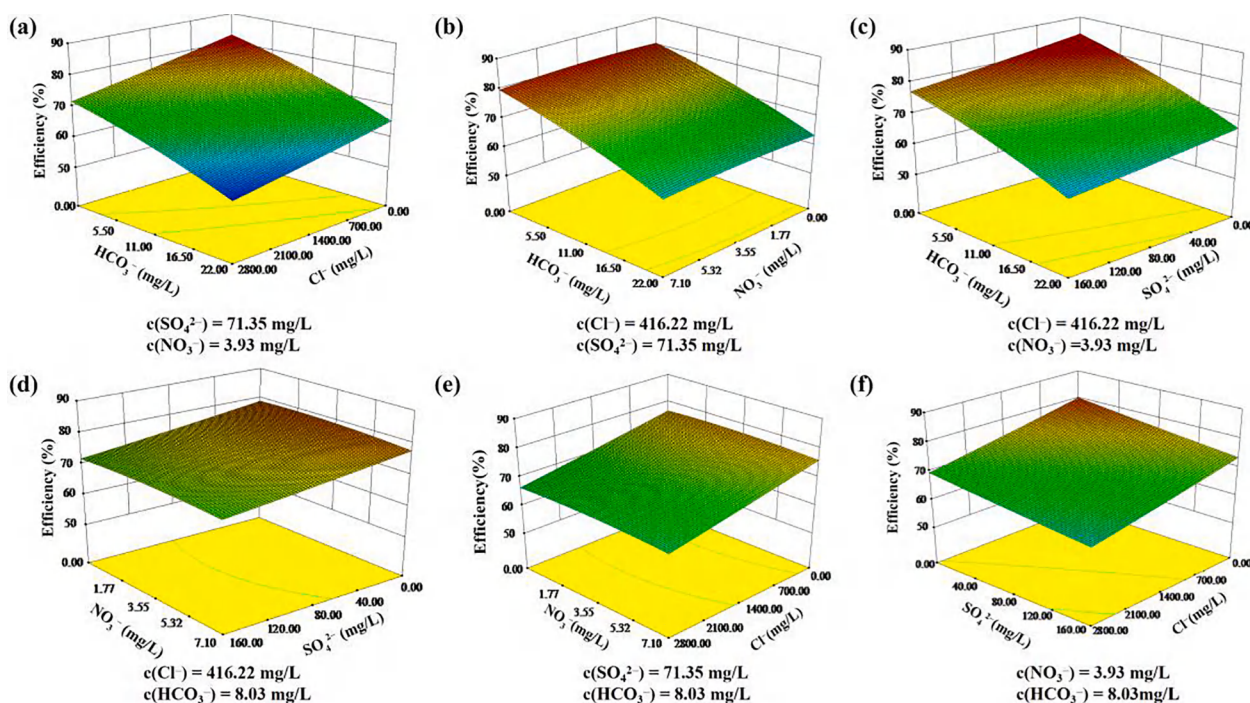 (a)
90
80
70
60
50
0.00
Efficiency (%)
5.50
11.00
16.50
22.00
HCO₃⁻ (mg/L)
2800.00
2100.00
1400.00
700.00
0.00
Cl⁻ (mg/L)
c(SO₄²⁻) = 71.35 mg/L
c(NO₃⁻) = 3.93 mg/L
(b)
90
80
70
60
50
0.00
Efficiency (%)
5.50
11.00
16.50
22.00
HCO₃⁻ (mg/L)
7.10
5.32
3.55
1.77
0.00
NO₃⁻ (mg/L)
c(Cl⁻) = 416.22 mg/L
c(SO₄²⁻) = 71.35 mg/L
(c)
90
80
70
60
50
0.00
Efficiency (%)
5.50
11.00
16.50
22.00
HCO₃⁻ (mg/L)
160.00
120.00
80.00
40.00
0.00
SO₄²⁻ (mg/L)
c(Cl⁻) = 416.22 mg/L
c(NO₃⁻) =3.93 mg/L
(d)
90
80
70
60
50
0.00
Efficiency (%)
1.77
3.55
5.32
7.10
NO₃⁻ (mg/L)
160.00
120.00
80.00
40.00
0.00
SO₄²⁻ (mg/L)
c(Cl⁻) = 416.22 mg/L
c(HCO₃⁻) = 8.03 mg/L
(e)
90
80
70
60
50
0.00
Efficiency (%)
1.77
3.55
5.32
7.10
NO₃⁻ (mg/L)
2800.00
2100.00
1400.00
700.00
0.00
Cl⁻(mg/L)
c(SO₄²⁻) = 71.35 mg/L
c(HCO₃⁻) = 8.03 mg/L
(f)
90
80
70
60
50
0.00
Efficiency (%)
40.00
80.00
120.00
160.00
SO₄²⁻ (mg/L)
2800.00
2100.00
1400.00
700.00
0.00
Cl⁻(mg/L)
c(NO₃⁻) = 3.93 mg/L
c(HCO₃⁻) = 8.03mg/L